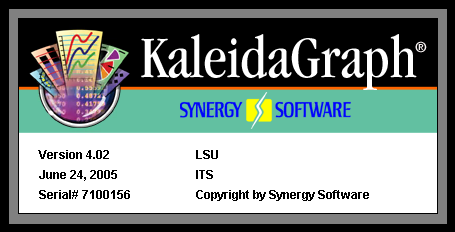 KaleidaGraph®
SYNERGY SOFTWARE
Version 4.02 LSU
June 24, 2005 ITS
Serial# 7100156 Copyright by Synergy Software